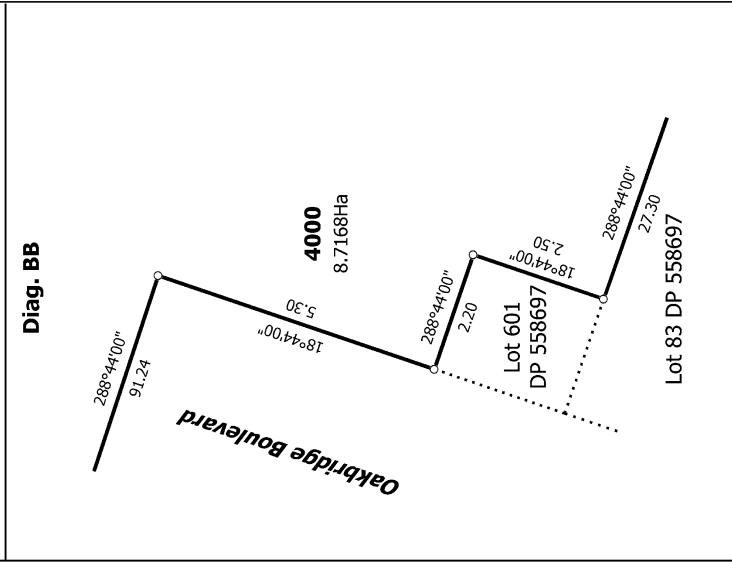 Diag. BB
288°44'00"
91.24
18°44'00"
5.30
Oakbridge Boulevard
4000
8.7168Ha
288°44'00"
2.20
18°44'00"
2.50
Lot 601
DP 558697
288°44'00"
27.30
Lot 83 DP 558697